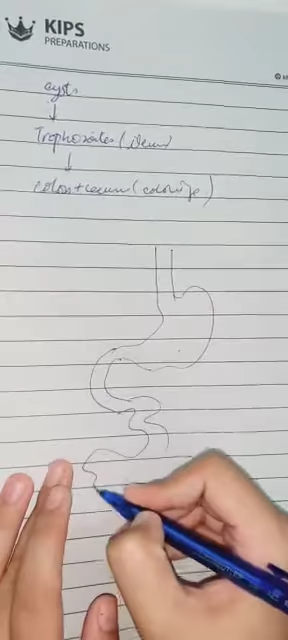 KIPS
PREPARATIONS
cysts
Trophozoites (ileum)
colon + cecum (colonize)